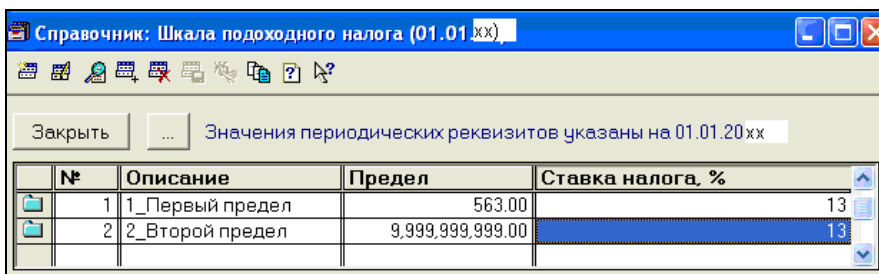 Справочник: Шкала подоходного налога (01.01.xx)
Закрыть ... Значения периодических реквизитов указаны на 01.01.20xx
№ Описание Предел Ставка налога, %
1 1_Первый предел 563.00 13
2 2_Второй предел 9,999,999,999.00 13